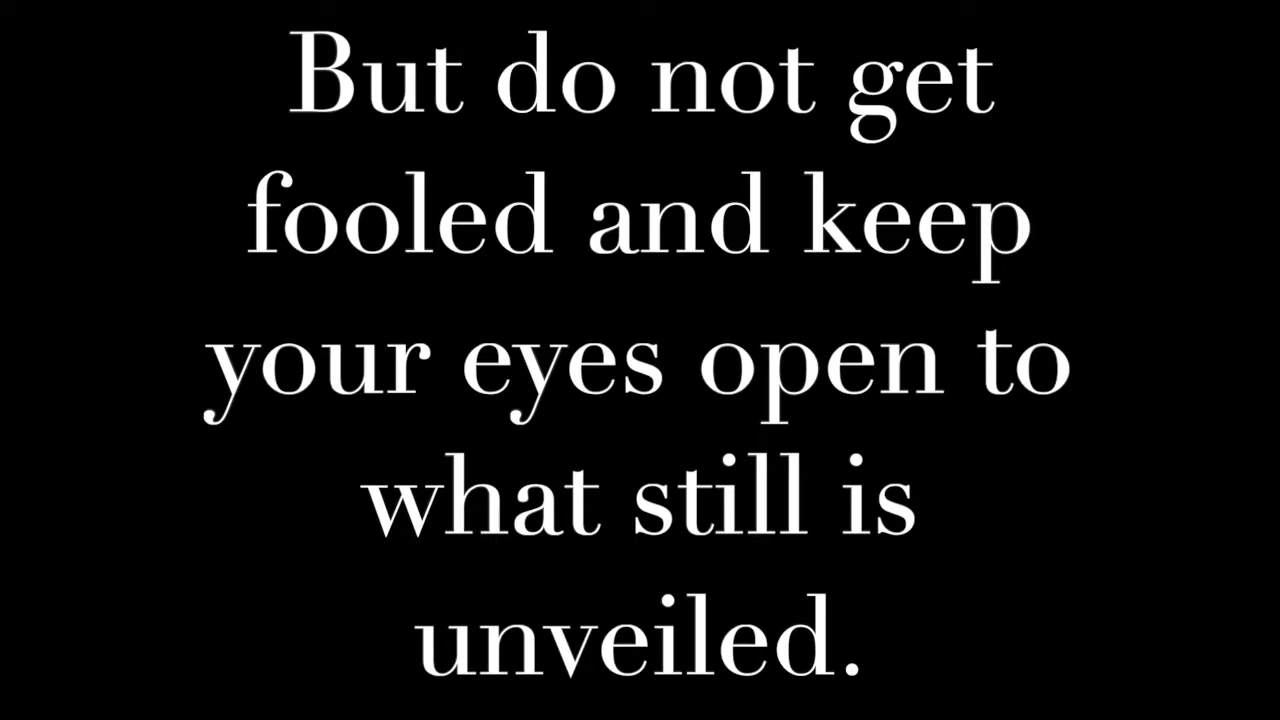 But do not get
fooled and keep
your eyes open to
what still is
unveiled.